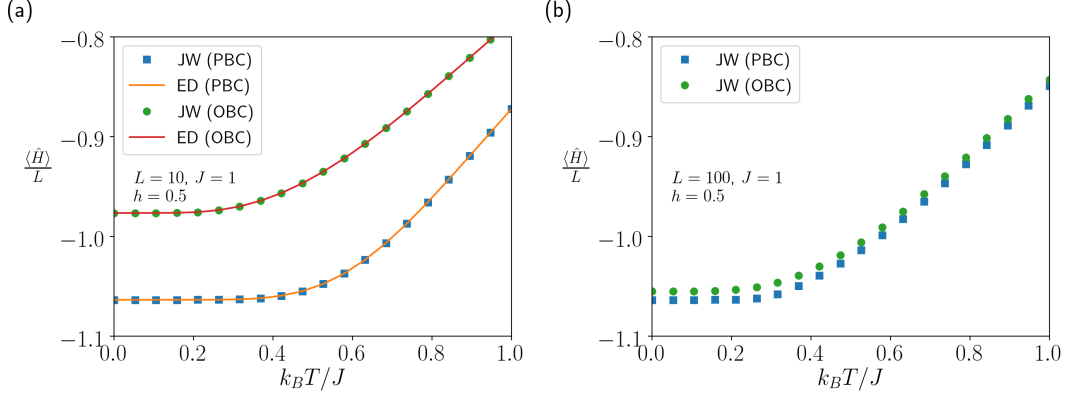 (a)
−0.8
−0.9
−1.0
−1.1
⟨Ĥ⟩
L
JW (PBC)
ED (PBC)
JW (OBC)
ED (OBC)
L = 10, J = 1
h = 0.5
0.0 0.2 0.4 0.6 0.8 1.0
k_BT/J
(b)
−0.8
−0.9
−1.0
−1.1
⟨Ĥ⟩
L
JW (PBC)
JW (OBC)
L = 100, J = 1
h = 0.5
0.0 0.2 0.4 0.6 0.8 1.0
k_BT/J